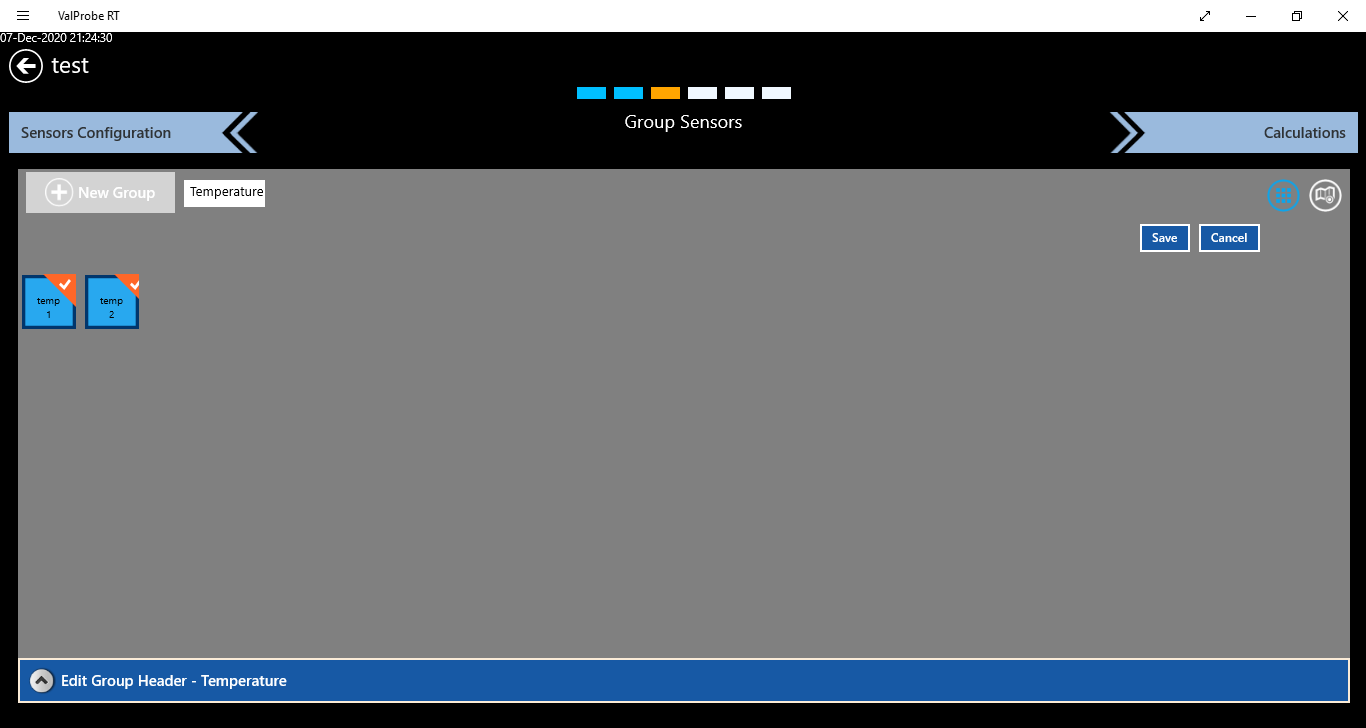 ValProbe RT
07-Dec-2020 21:24:30
test
Group Sensors
Sensors Configuration
Calculations
New Group
Temperature
Save
Cancel
temp
1
temp
2
Edit Group Header - Temperature